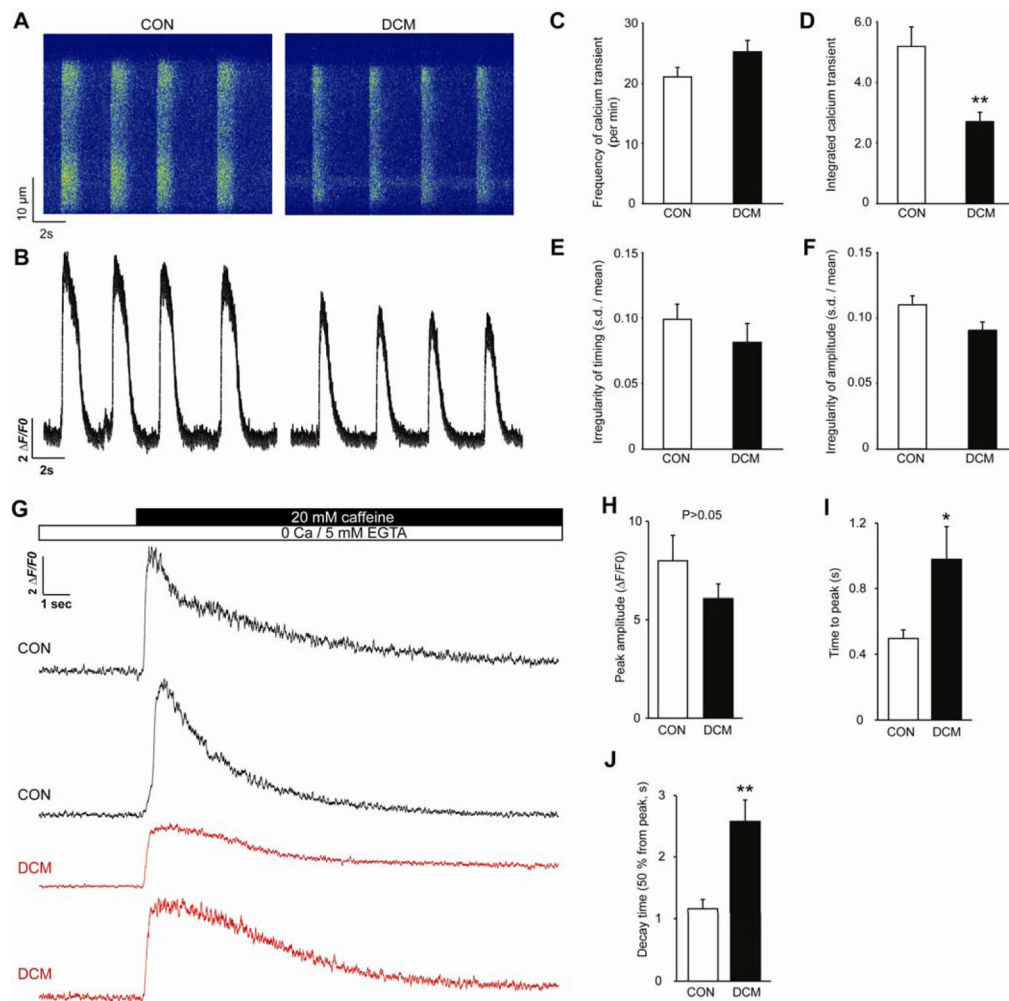 A
CON
DCM
10 µm
2s
B
2 ΔF/F0
2s
C
Frequency of calcium transient
(per min)
30
20
10
0
CON
DCM
D
Integrated calcium transient
6.0
4.0
2.0
0
**
CON
DCM
E
Irregularity of timing (s.d. / mean)
0.15
0.10
0.05
0
CON
DCM
F
Irregularity of amplitude (s.d. / mean)
0.15
0.10
0.05
0
CON
DCM
G
20 mM caffeine
0 Ca / 5 mM EGTA
2 ΔF/F0
1 sec
CON
CON
DCM
DCM
H
P>0.05
Peak amplitude (ΔF/F0)
10
5
0
CON
DCM
I
Time to peak (s)
1.2
0.8
0.4
0
*
CON
DCM
J
Decay time (50 % from peak, s)
3
2
1
0
**
CON
DCM